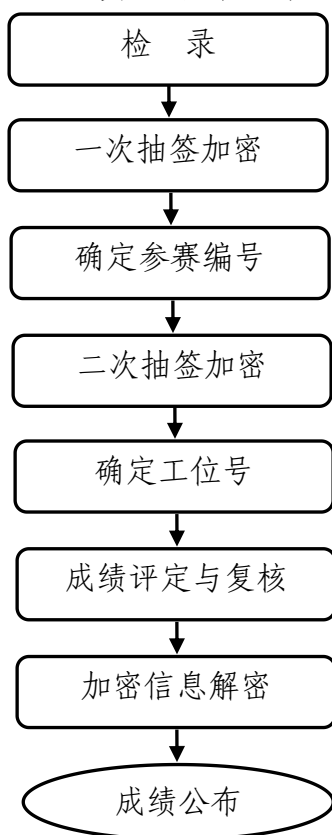 检 录
一次抽签加密
确定参赛编号
二次抽签加密
确定工位号
成绩评定与复核
加密信息解密
成绩公布